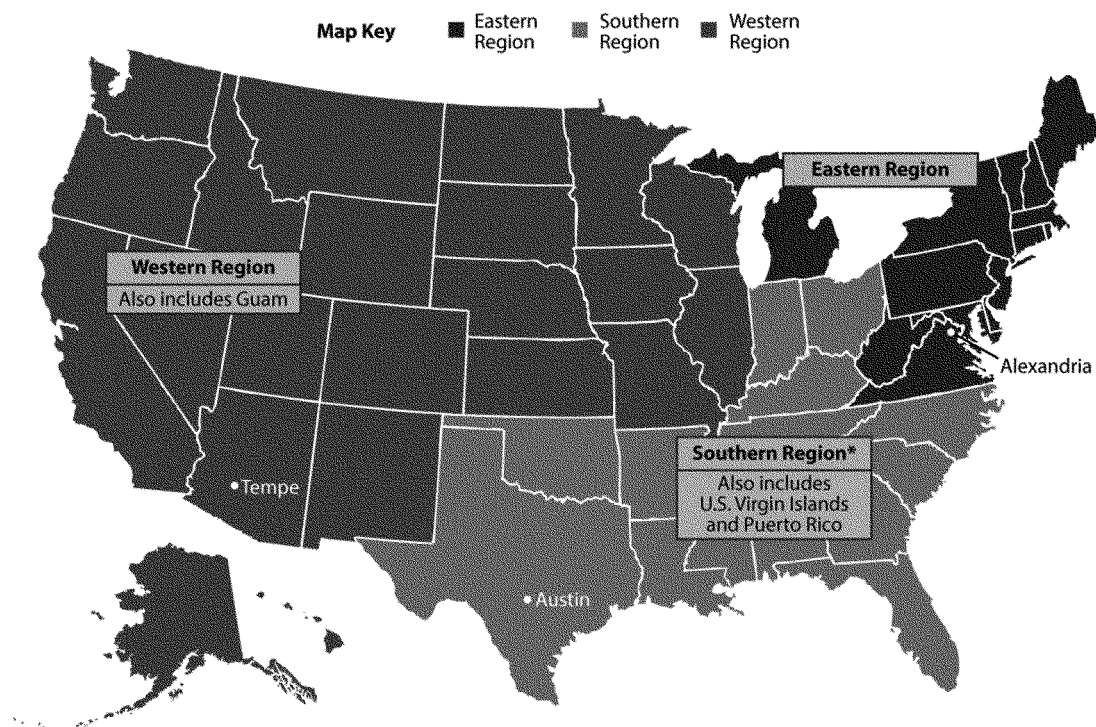 Map Key
Eastern
Region
Southern
Region
Western
Region
Eastern Region
Western Region
Also includes Guam
Alexandria
Southern Region*
Also includes
U.S. Virgin Islands
and Puerto Rico
Tempe
Austin